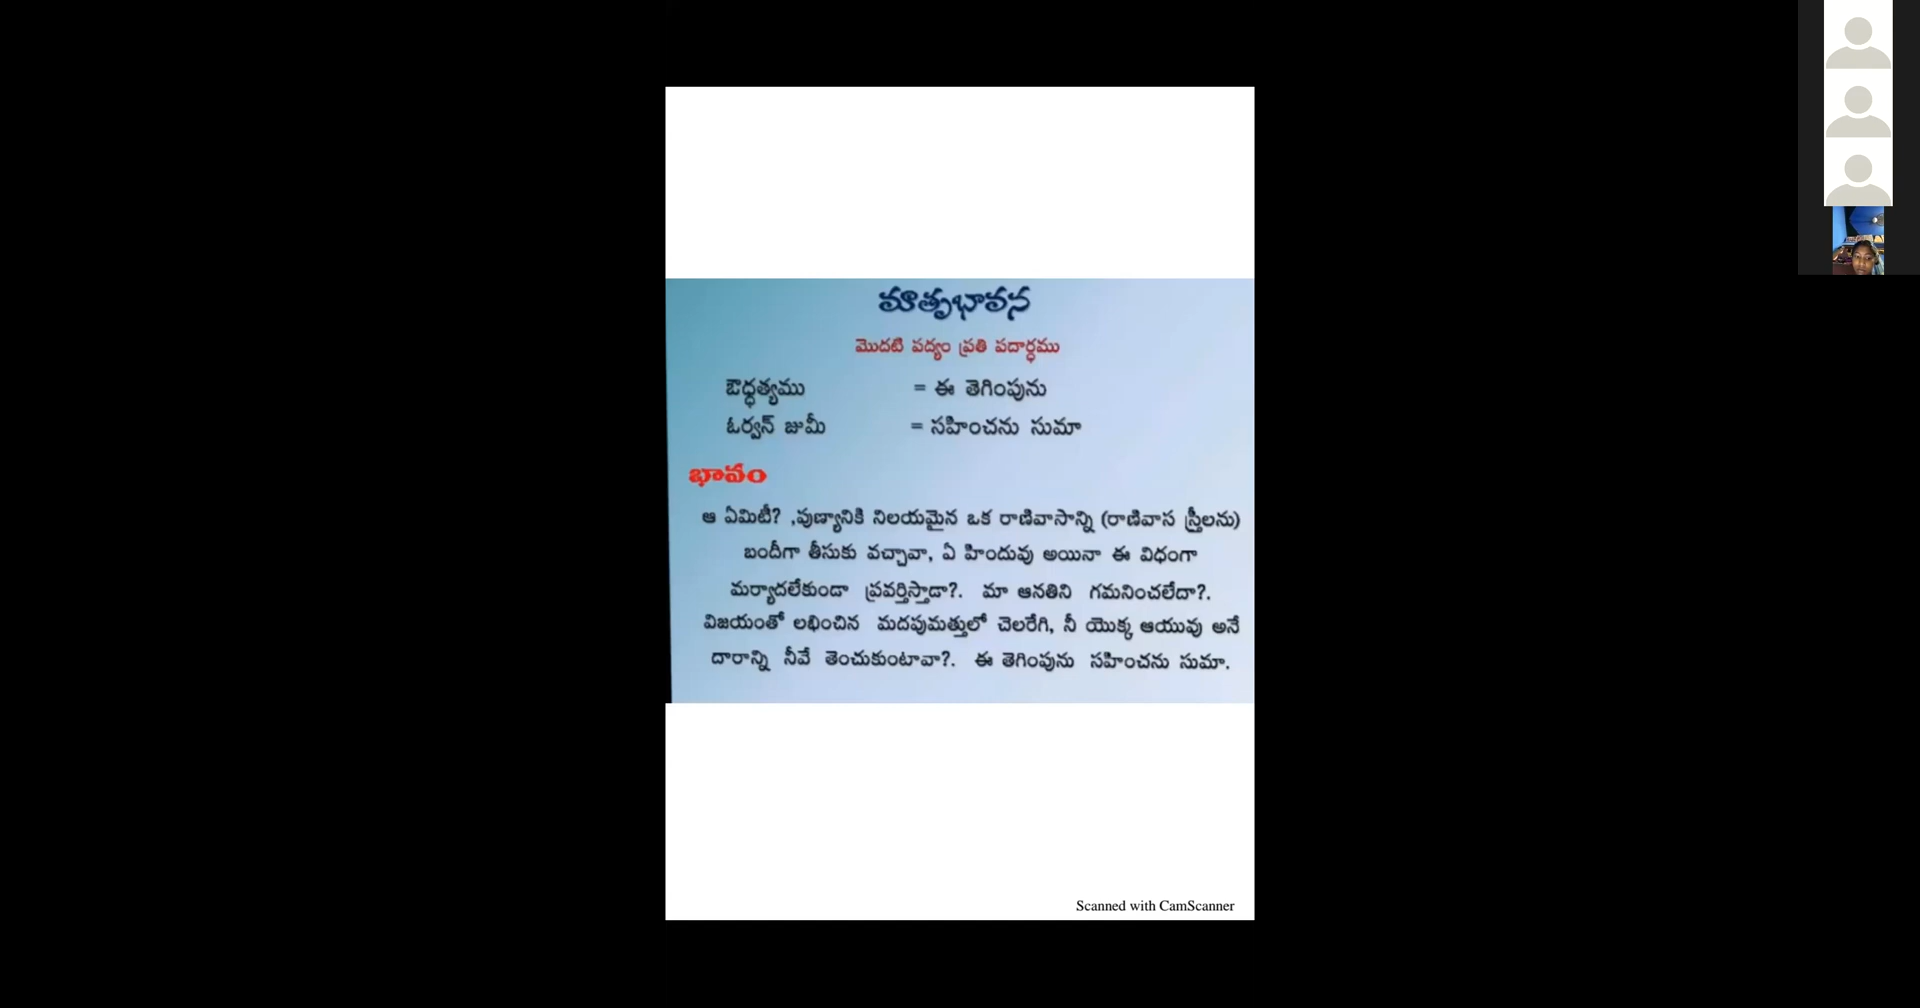 మాతృభావన
మొదటి పద్యం ప్రతి పదార్ధము
ఔద్ధత్యము = ఈ తెగింపును
ఓర్వన్ జుమీ = సహించను సుమా
భావం
ఆ ఏమిటీ? ,పుణ్యానికి నిలయమైన ఒక రాణివాసాన్ని (రాణివాస స్త్రీలను)
బందీగా తీసుకు వచ్చావా, ఏ హిందువు అయినా ఈ విధంగా
మర్యాదలేకుండా ప్రవర్తిస్తాడా?. మా ఆనతిని గమనించలేదా?.
విజయంతో లభించిన మదపుమత్తులో చెలరేగి, నీ యొక్క ఆయువు అనే
దారాన్ని నీవే తెంచుకుంటావా?. ఈ తెగింపును సహించను సుమా.
Scanned with CamScanner